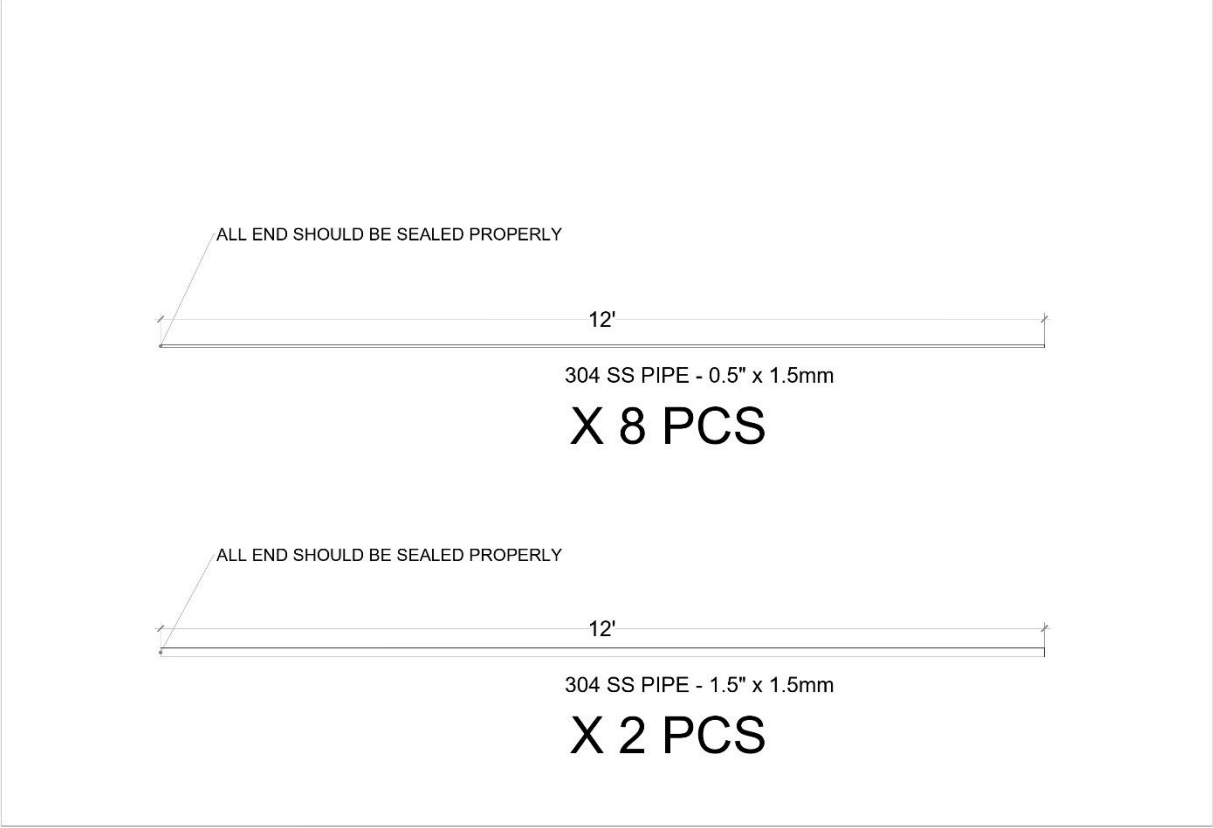 ALL END SHOULD BE SEALED PROPERLY
12'
304 SS PIPE - 0.5" x 1.5mm
X 8 PCS
ALL END SHOULD BE SEALED PROPERLY
12'
304 SS PIPE - 1.5" x 1.5mm
X 2 PCS